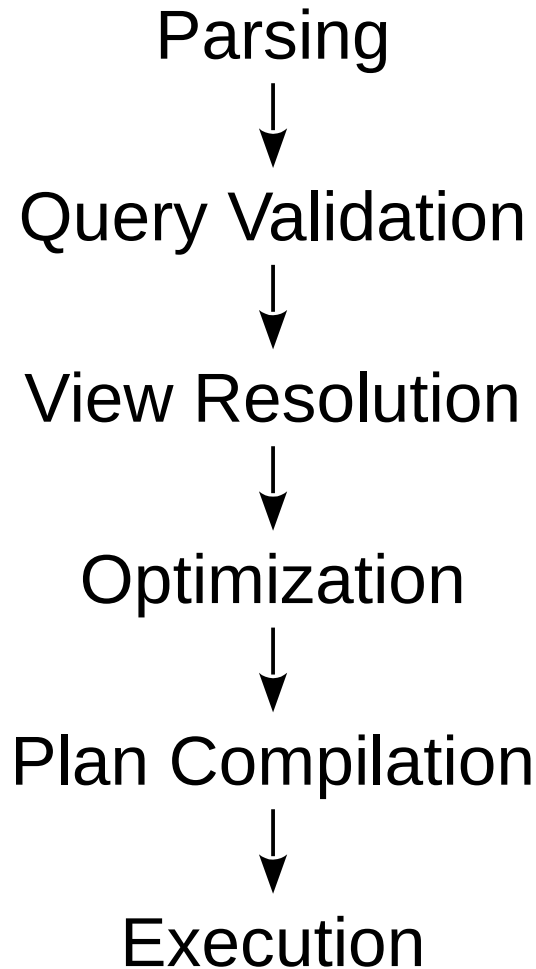 Parsing
Query Validation
View Resolution
Optimization
Plan Compilation
Execution